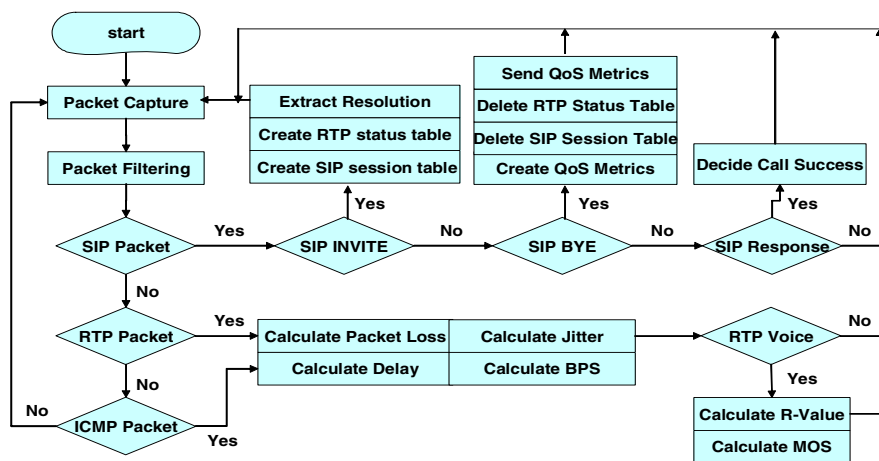 start
Packet Capture
Packet Filtering
Extract Resolution
Create RTP status table
Create SIP session table
Send QoS Metrics
Delete RTP Status Table
Delete SIP Session Table
Create QoS Metrics
Decide Call Success
Yes
Yes
Yes
SIP Packet
Yes
SIP INVITE
No
SIP BYE
No
SIP Response
No
No
RTP Packet
Yes
Calculate Packet Loss
Calculate Jitter
Calculate Delay
Calculate BPS
RTP Voice
No
No
Yes
No
ICMP Packet
Yes
Calculate R-Value
Calculate MOS